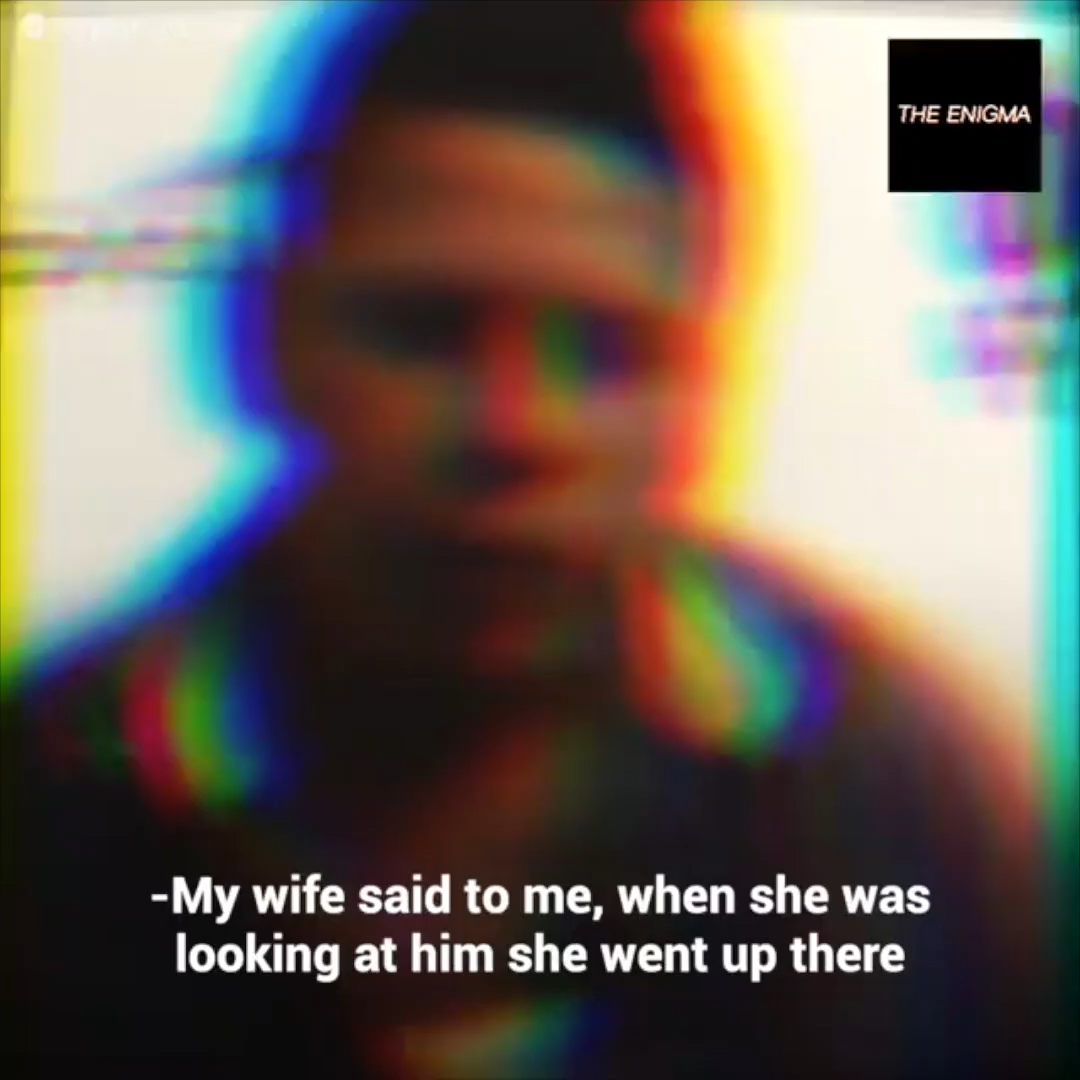 THE ENIGMA
-My wife said to me, when she was
looking at him she went up there